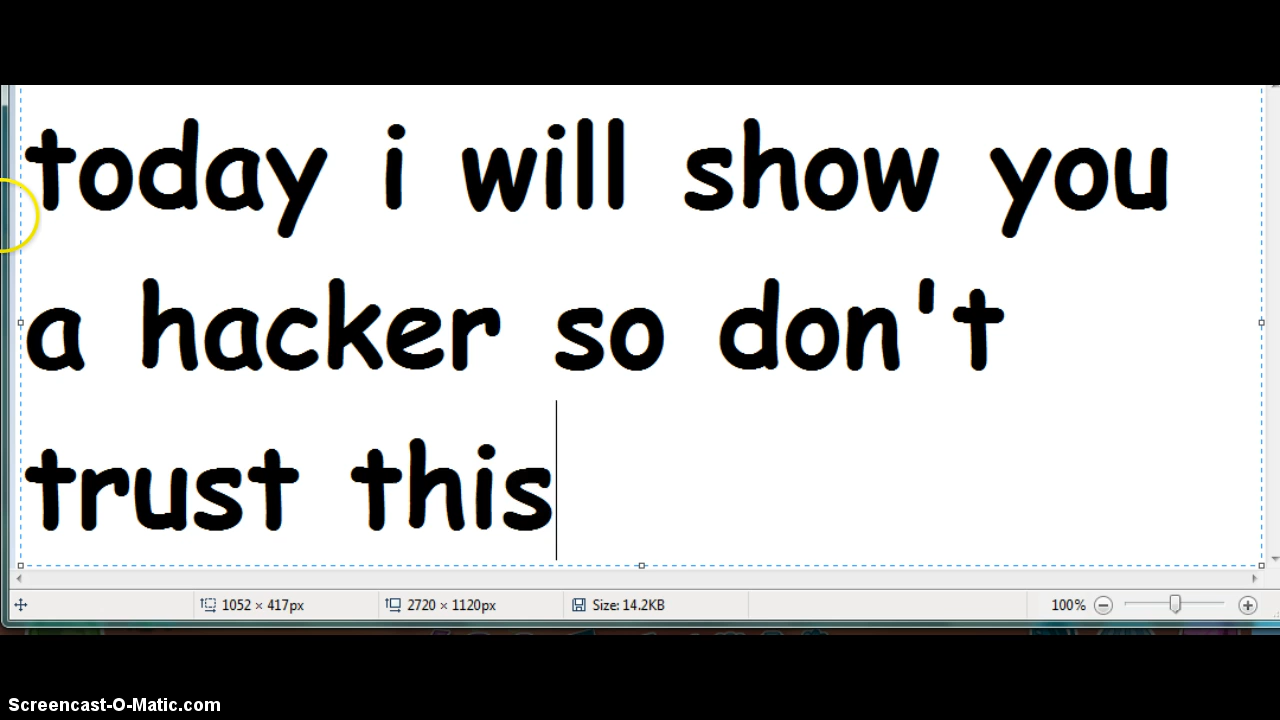 today i will show you
a hacker so don't
trust this
1052 × 417px 2720 × 1120px Size: 14.2KB 100%
Screencast-O-Matic.com